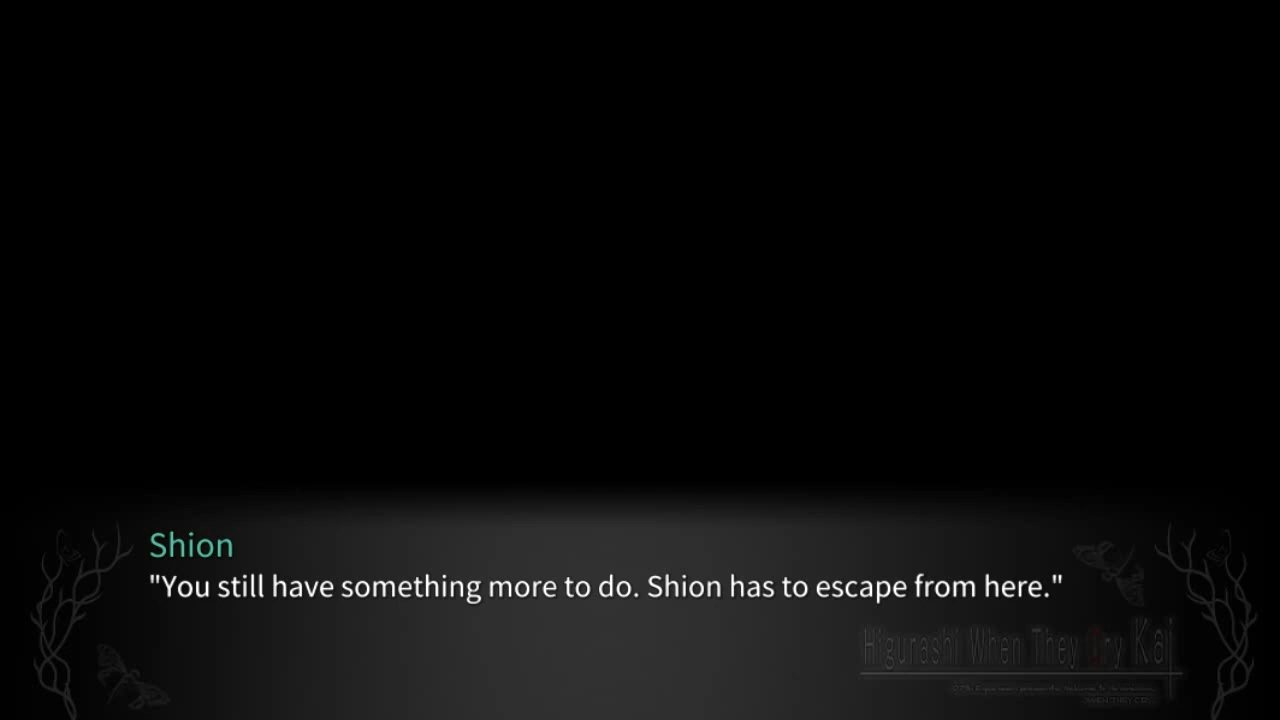 Shion
"You still have something more to do. Shion has to escape from here."
Higurashi When They Cry Kai